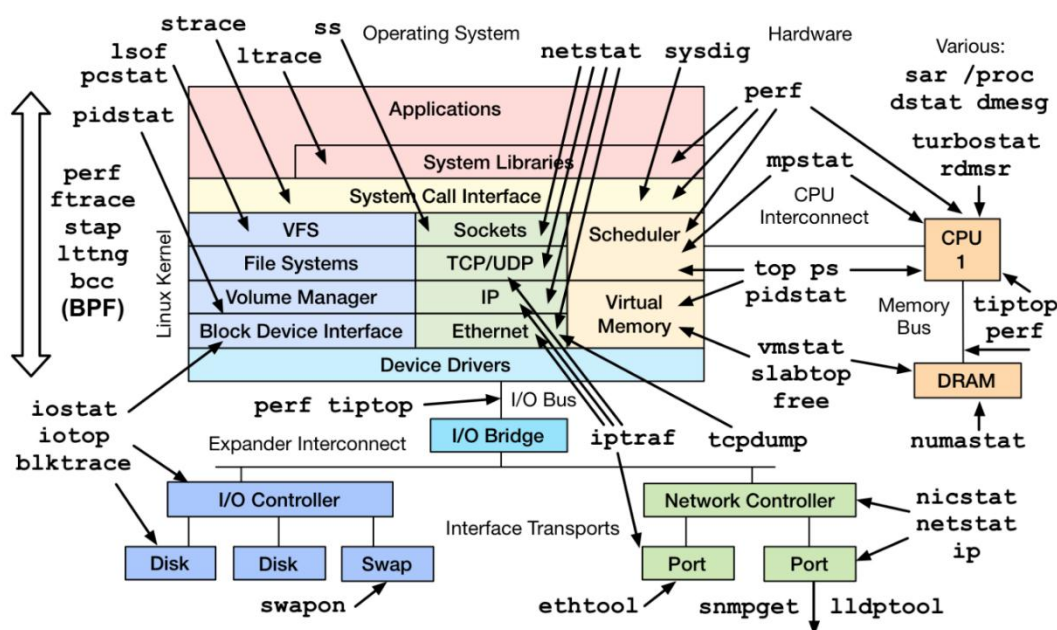 strace
ss
Operating System
Hardware
Various:
lsof
ltrace
netstat
sysdig
sar /proc
pcstat
dstat dmesg
pidstat
Applications
perf
turbostat
rdmsr
System Libraries
mpstat
perf
ftrace
stap
lttng
bcc
(BPF)
System Call Interface
CPU
Interconnect
Linux Kernel
VFS
Sockets
Scheduler
CPU
1
File Systems
TCP/UDP
top ps
pidstat
Volume Manager
IP
Virtual
Memory
Memory
Bus
tiptop
perf
Block Device Interface
Ethernet
vmstat
slabtop
free
Device Drivers
DRAM
iostat
iotop
blktrace
perf tiptop
I/O Bus
Expander Interconnect
I/O Bridge
iptraf
tcpdump
numastat
I/O Controller
Interface Transports
Network Controller
nicstat
netstat
ip
Disk
Disk
Swap
Port
Port
swapon
ethtool
snmpget
lldptool